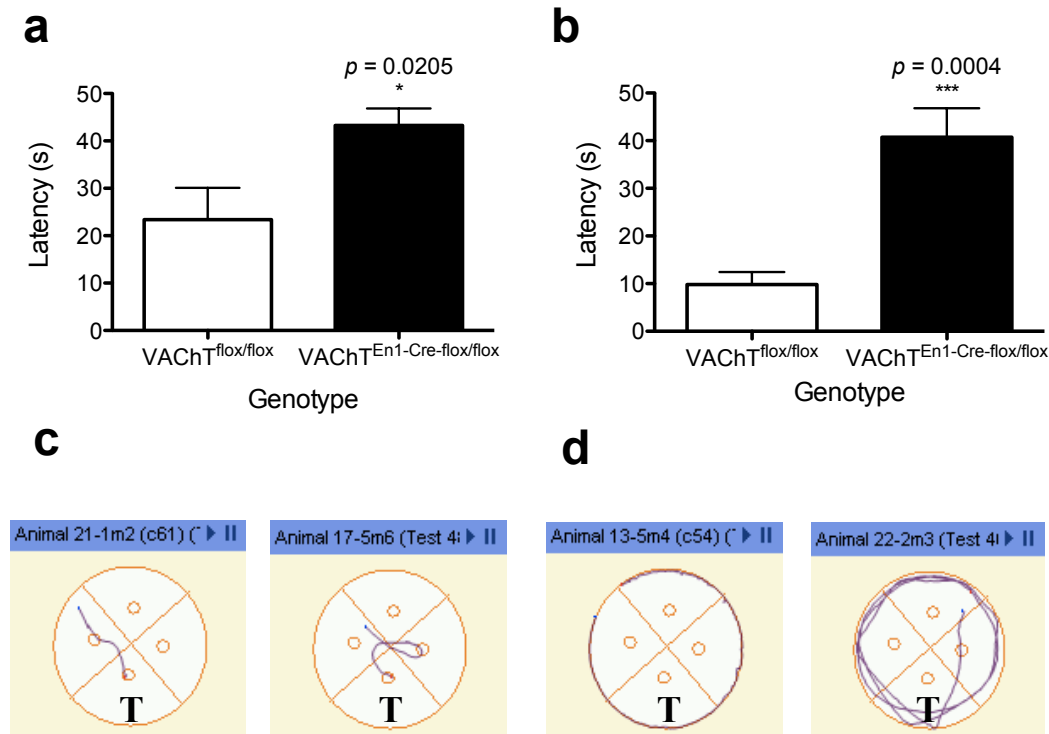 a
p = 0.0205
*
50
40
30
20
10
0
Latency (s)
VAChTflox/flox
VAChTEn1-Cre-flox/flox
Genotype
b
p = 0.0004
***
50
40
30
20
10
0
Latency (s)
VAChTflox/flox
VAChTEn1-Cre-flox/flox
Genotype
c
Animal 21-1m2 (c61) (
T
Animal 17-5m6 (Test 4
d
Animal 13-5m4 (c54) (
T
Animal 22-2m3 (Test 4
T